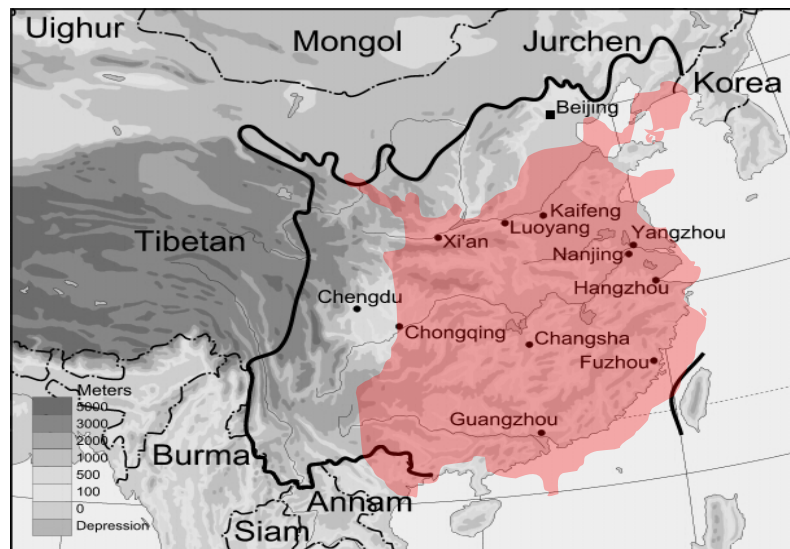 Uighur
Mongol
Jurchen
Korea
Beijing
Kaifeng
Luoyang
Xi'an
Yangzhou
Nanjing
Tibetan
Hangzhou
Chengdu
Chongqing
Changsha
Fuzhou
Guangzhou
Meters
5000
3000
2000
1000
500
100
0
Depression
Burma
Annam
Siam